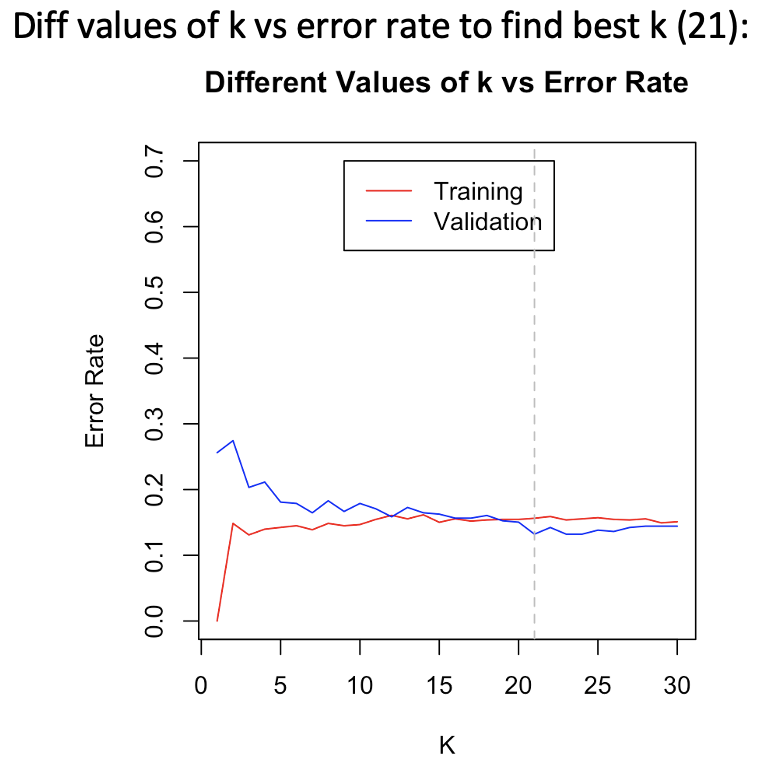 Diff values of k vs error rate to find best k (21):
Different Values of k vs Error Rate
Training
Validation
0.7
0.6
0.5
0.4
0.3
0.2
0.1
0.0
Error Rate
0 5 10 15 20 25 30
K